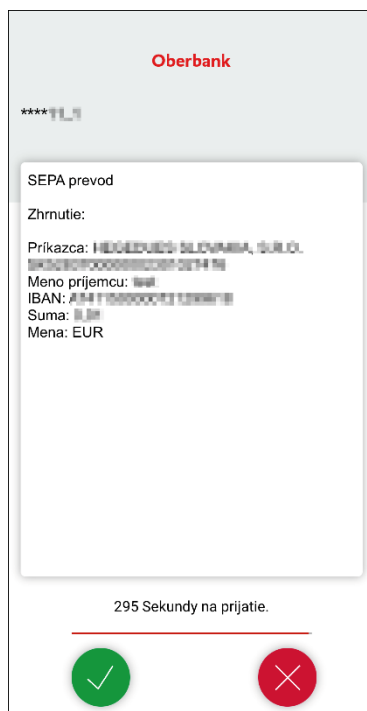 Oberbank
****
SEPA prevod
Zhrnutie:
Príkazca:
Meno príjemcu:
IBAN:
Suma:
Mena: EUR
295 Sekundy na prijatie.